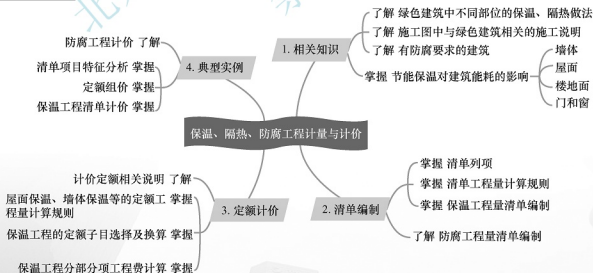 1. 相关知识
了解 绿色建筑中不同部位的保温、隔热做法
了解 施工图中与绿色建筑相关的施工说明
了解 有防腐要求的建筑
掌握 节能保温对建筑能耗的影响
墙体
屋面
楼地面
门和窗
4. 典型实例
防腐工程计价 了解
清单项目特征分析 掌握
定额组价 掌握
保温工程清单计价 掌握
保温、隔热、防腐工程计量与计价
3. 定额计价
计价定额相关说明 了解
屋面保温、墙体保温等的定额工 掌握
程量计算规则
保温工程的定额子目选择及换算 掌握
保温工程分部分项工程费计算 掌握
2. 清单编制
掌握 清单列项
掌握 清单工程量计算规则
掌握 保温工程量清单编制
了解 防腐工程量清单编制